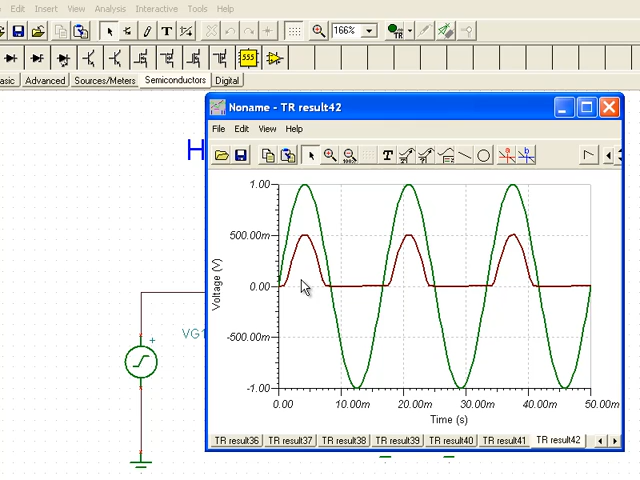 Edit Insert View Analysis Interactive Tools Help
TR 166%
555
Advanced Sources/Meters Semiconductors Digital
H
Noname - TR result42
File Edit View Help
T 100% a b
1.00
500.00m
0.00
-500.00m
-1.00
Voltage (V)
0.00 10.00m 20.00m 30.00m 40.00m 50.00m
Time (s)
TR result36 TR result37 TR result38 TR result39 TR result40 TR result41 TR result42
VG1
+